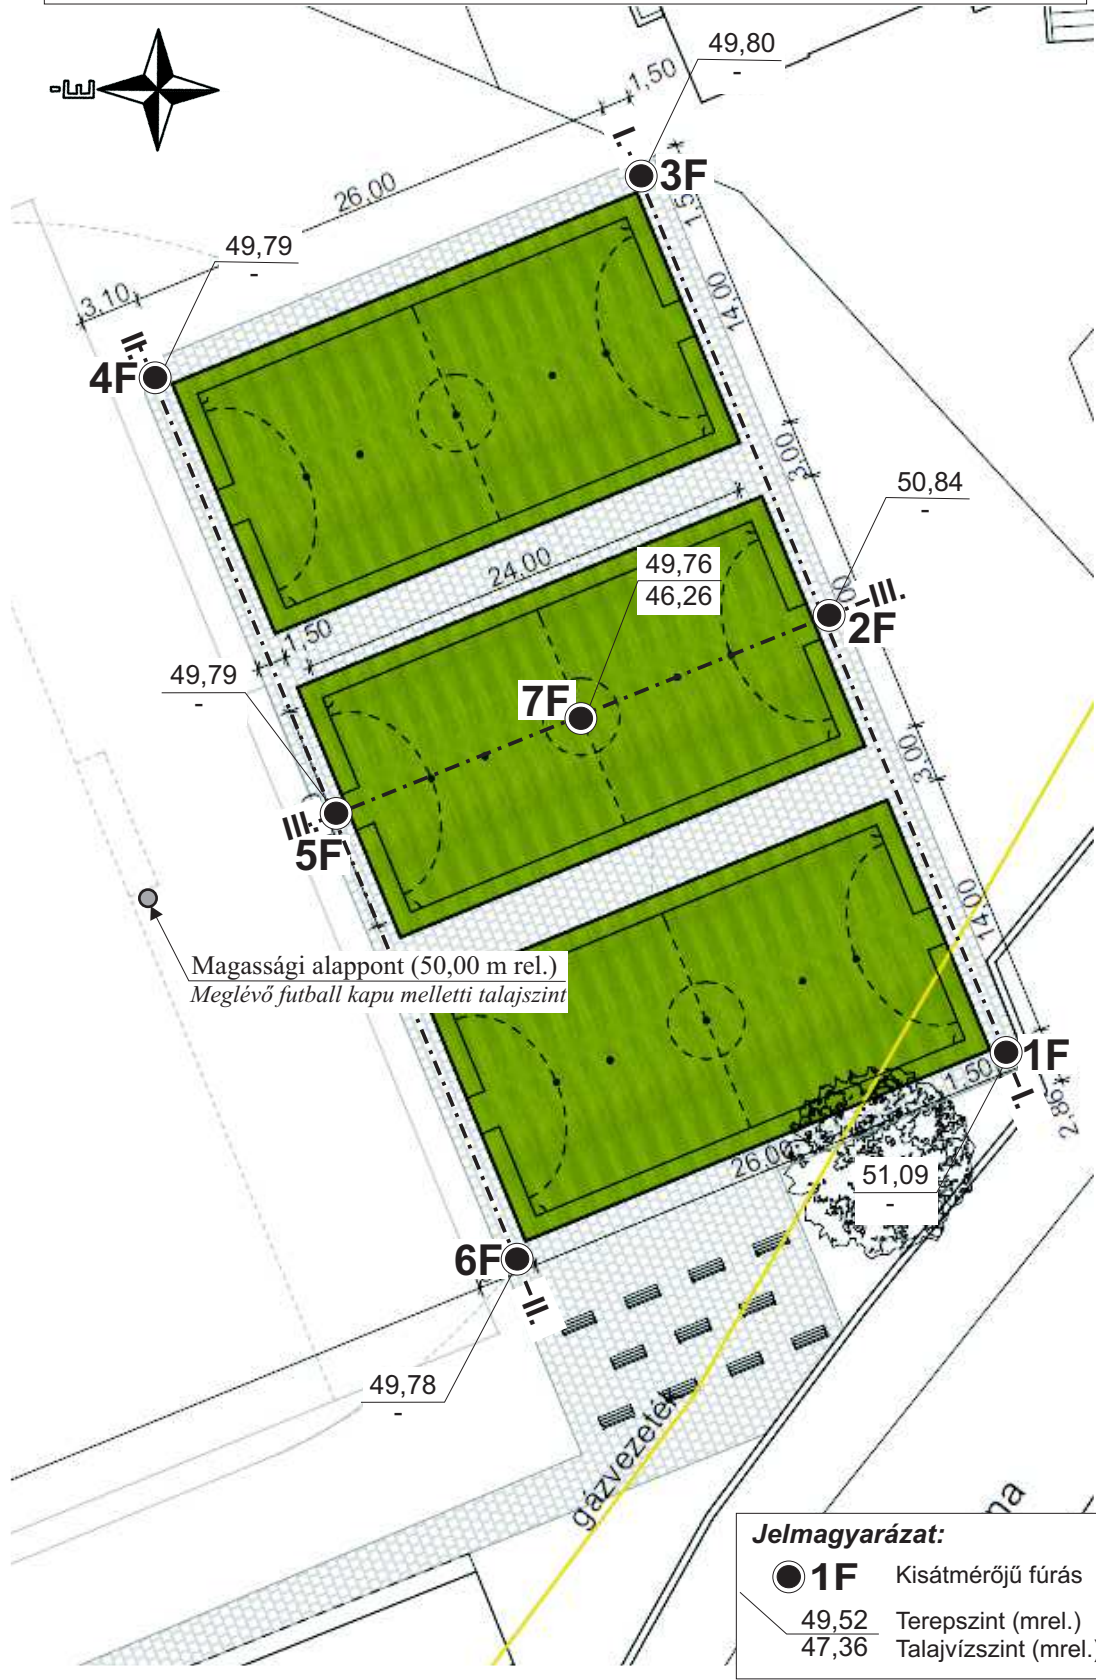 49,80
-
1,50
-E
I.
3F
26,00
1,5
49,79
-
3,10
14,00
II.
4F
3,00
50,84
-
24,00
49,76
46,26
00
III.
2F
1,50
49,79
-
7F
3,00
III.
5F
14,00
Magassági alappont (50,00 m rel.)
Meglévő futball kapu melletti talajszint
1F
1,50
I.
2,86
26,00
51,09
-
6F
II.
49,78
-
gázvezeték
na
Jelmagyarázat:
1F Kisátmérőjű fúrás
49,52 Terepszint (mrel.)
47,36 Talajvízszint (mrel.)